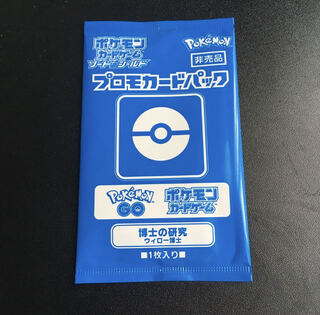 ポケモン
カードゲーム
ソード シールド
POKÉMON
非売品
プロモカードパック
POKÉMON
GO
ポケモン
カードゲーム
博士の研究
ウィロー博士
■1枚入り■